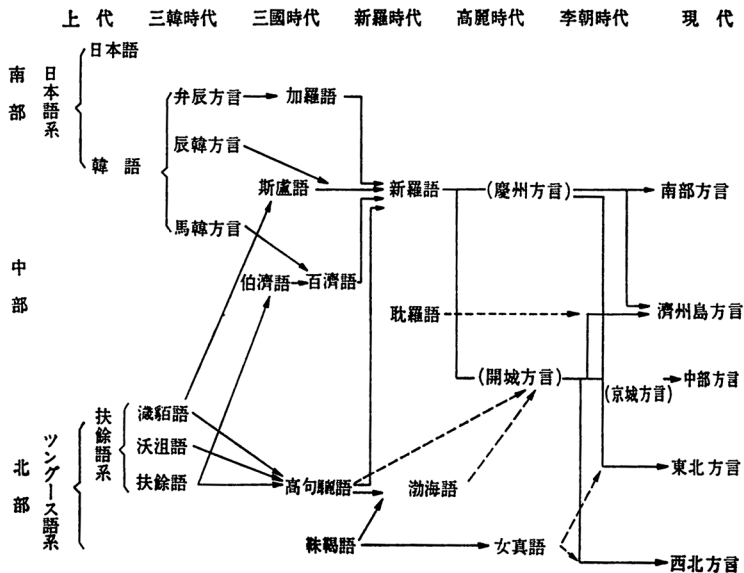 上代 三韓時代 三國時代 新羅時代 高麗時代 李朝時代 現代
南部
日本語系
日本語
韓語
弁辰方言 加羅語
辰韓方言
斯盧語 新羅語 (慶州方言) 南部方言
馬韓方言
中部
伯濟語 百濟語
耽羅語 濟州島方言
(開城方言) 中部方言
(京城方言)
北部
ツングース語系
扶餘語系
濊貊語
沃沮語
扶餘語 高句驪語 渤海語 東北方言
靺鞨語 女真語 西北方言